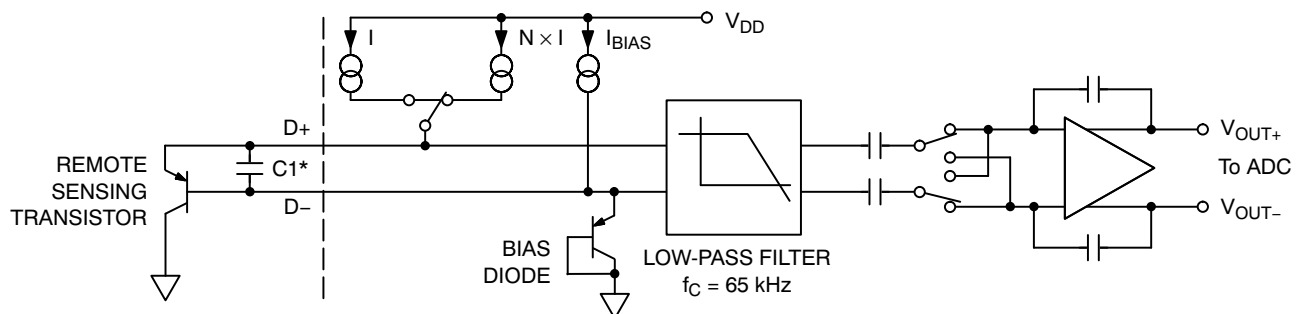 I
N × I
I_BIAS
V_DD
D+
REMOTE
SENSING
TRANSISTOR
C1*
D−
BIAS
DIODE
LOW-PASS FILTER
f_C = 65 kHz
V_OUT+
To ADC
V_OUT−